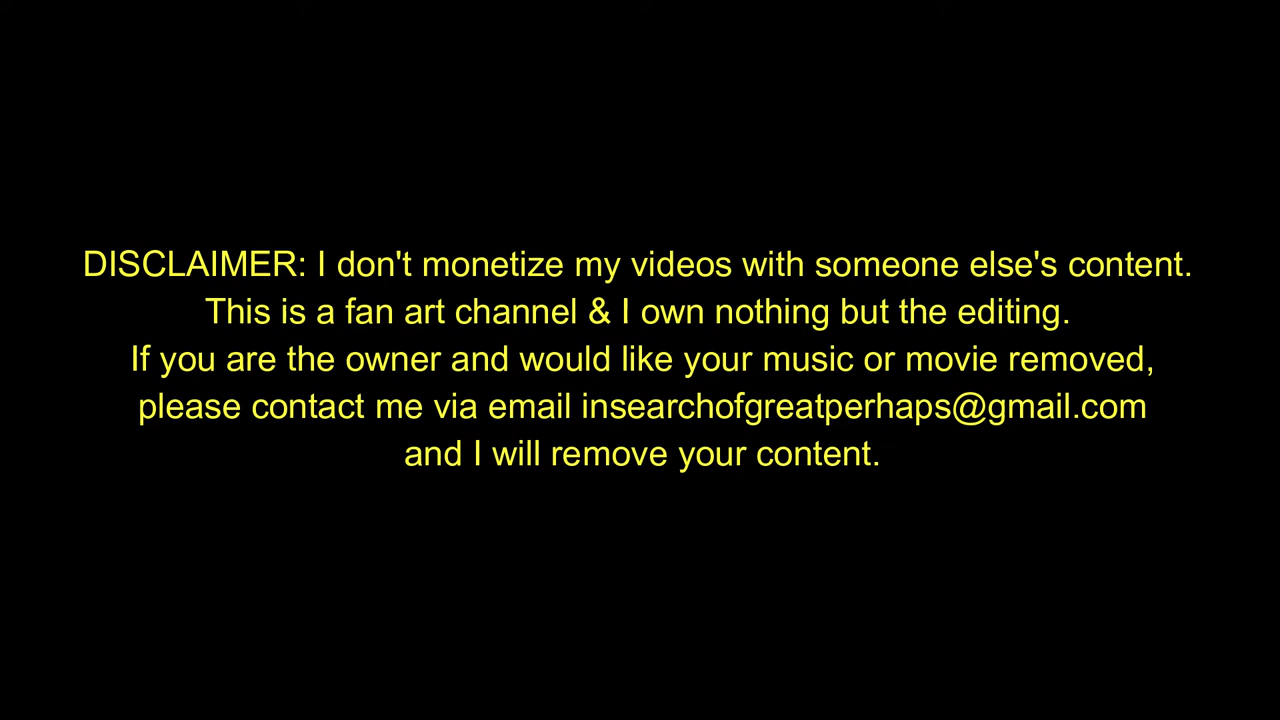 DISCLAIMER: I don't monetize my videos with someone else's content.
This is a fan art channel & I own nothing but the editing.
If you are the owner and would like your music or movie removed,
please contact me via email insearchofgreatperhaps@gmail.com
and I will remove your content.